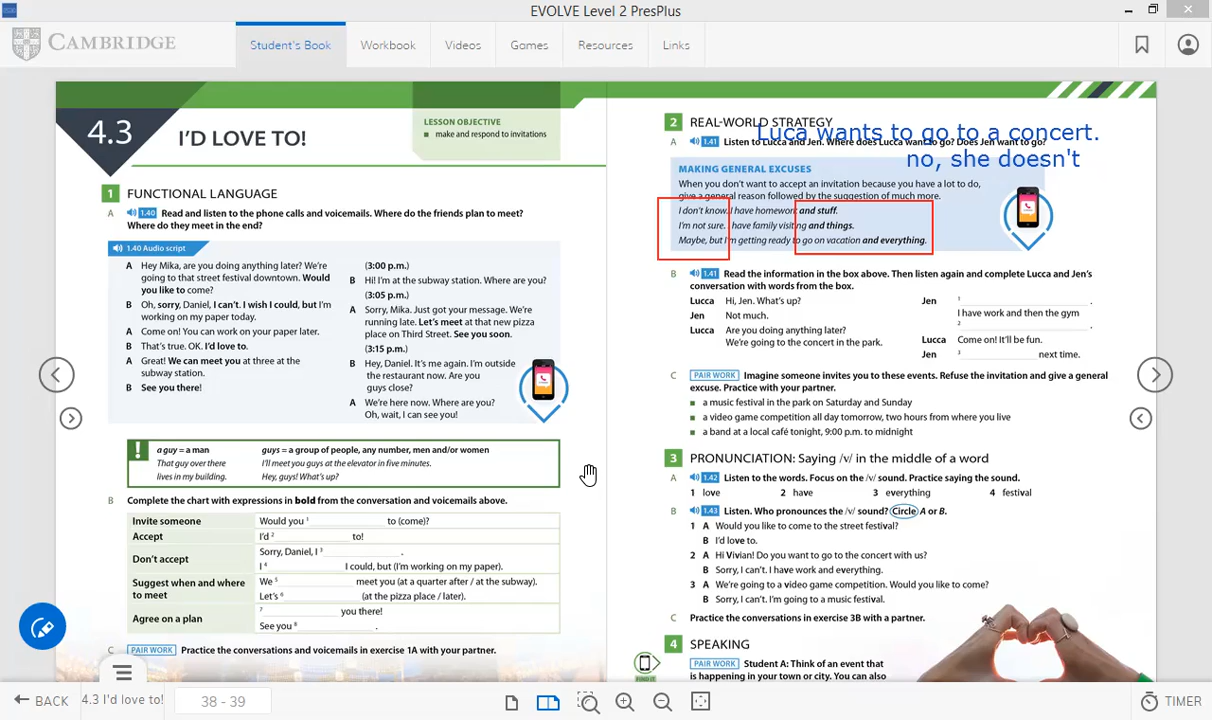 EVOLVE Level 2 PresPlus
CAMBRIDGE
Student's Book
Workbook
Videos
Games
Resources
Links
4.3
I'D LOVE TO!
LESSON OBJECTIVE
make and respond to invitations
1 FUNCTIONAL LANGUAGE
A 1.40 Read and listen to the phone calls and voicemails. Where do the friends plan to meet?
Where do they meet in the end?
1.40 Audio script
A Hey Mika, are you doing anything later? We're
going to that street festival downtown. Would
you like to come?
B Oh, sorry, Daniel, I can't. I wish I could, but I'm
working on my paper today.
A Come on! You can work on your paper later.
B That's true. OK. I'd love to.
A Great! We can meet you at three at the
subway station.
B See you there!
(3:00 p.m.)
B Hi! I'm at the subway station. Where are you?
(3:05 p.m.)
A Sorry, Mika. Just got your message. We're
running late. Let's meet at that new pizza
place on Third Street. See you soon.
(3:15 p.m.)
B Hey, Daniel. It's me again. I'm outside
the restaurant now. Are you
guys close?
A We're here now. Where are you?
Oh, wait, I can see you!
! a guy = a man
That guy over there
lives in my building.
guys = a group of people, any number, men and/or women
I'll meet you guys at the elevator in five minutes.
Hey, guys! What's up?
B Complete the chart with expressions in bold from the conversation and voicemails above.
Invite someone Would you 1 to (come)?
Accept I'd 2 to!
Don't accept Sorry, Daniel, I 3 .
I 4 I could, but (I'm working on my paper).
Suggest when and where
to meet
We 5 meet you (at a quarter after / at the subway).
Let's 6 (at the pizza place / later).
Agree on a plan 7 you there!
See you 8 .
C PAIR WORK Practice the conversations and voicemails in exercise 1A with your partner.
2 REAL-WORLD STRATEGY
Luca wants to go to a concert.
no, she doesn't
A 1.41 Listen to Lucca and Jen. Where does Lucca want to go? Does Jen want to go?
MAKING GENERAL EXCUSES
When you don't want to accept an invitation because you have a lot to do,
give a general reason followed by the suggestion of much more.
I don't know. I have homework and stuff.
I'm not sure. I have family visiting and things.
Maybe, but I'm getting ready to go on vacation and everything.
B 1.41 Read the information in the box above. Then listen again and complete Lucca and Jen's
conversation with words from the box.
Lucca Hi, Jen. What's up?
Jen Not much.
Lucca Are you doing anything later?
We're going to the concert in the park.
Jen 1 .
I have work and then the gym
2 .
Lucca Come on! It'll be fun.
Jen 3 next time.
C PAIR WORK Imagine someone invites you to these events. Refuse the invitation and give a general
excuse. Practice with your partner.
a music festival in the park on Saturday and Sunday
a video game competition all day tomorrow, two hours from where you live
a band at a local café tonight, 9:00 p.m. to midnight
3 PRONUNCIATION: Saying /v/ in the middle of a word
A 1.42 Listen to the words. Focus on the /v/ sound. Practice saying the sound.
1 love 2 have 3 everything 4 festival
B 1.43 Listen. Who pronounces the /v/ sound? Circle A or B.
1 A Would you like to come to the street festival?
B I'd love to.
2 A Hi Vivian! Do you want to go to the concert with us?
B Sorry, I can't. I have work and everything.
3 A We're going to a video game competition. Would you like to come?
B Sorry, I can't. I'm going to a music festival.
C Practice the conversations in exercise 3B with a partner.
4 SPEAKING
FIND IT
PAIR WORK Student A: Think of an event that
is happening in your town or city. You can also
BACK
4.3 I'd love to!
38 - 39
TIMER